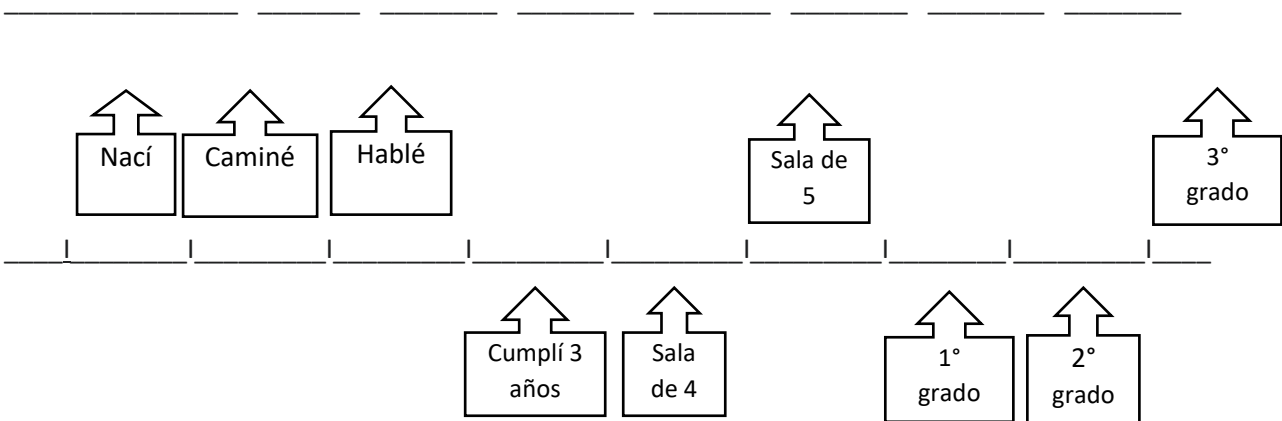 Nací
Caminé
Hablé
Sala de
5
3°
grado
Cumplí 3
años
Sala
de 4
1°
grado
2°
grado